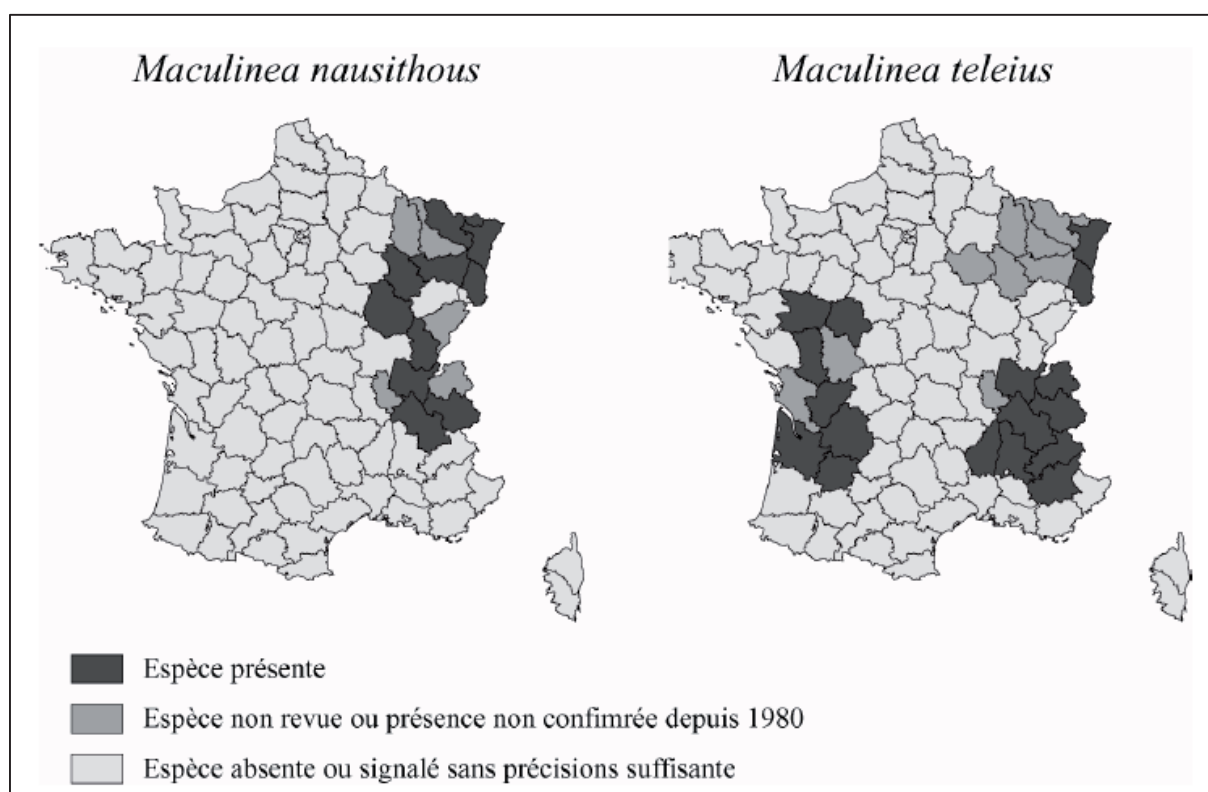 Maculinea nausithous
Maculinea teleius
Espèce présente
Espèce non revue ou présence non confimrée depuis 1980
Espèce absente ou signalé sans précisions suffisante